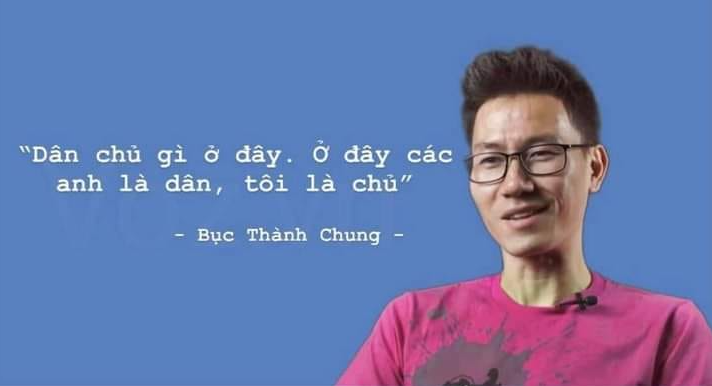 “Dân chủ gì ở đây. Ở đây các
anh là dân, tôi là chủ”
- Bục Thành Chung -